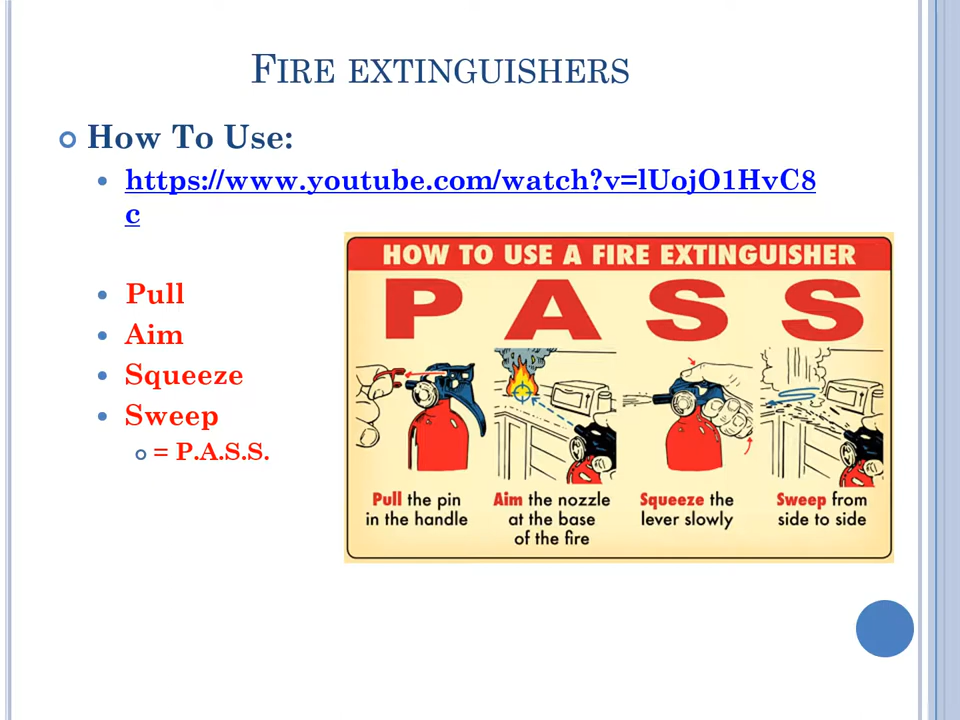 FIRE EXTINGUISHERS
How To Use:
https://www.youtube.com/watch?v=lUojO1HvC8
c
Pull
Aim
Squeeze
Sweep
= P.A.S.S.
HOW TO USE A FIRE EXTINGUISHER
P A S S
Pull the pin
in the handle
Aim the nozzle
at the base
of the fire
Squeeze the
lever slowly
Sweep from
side to side